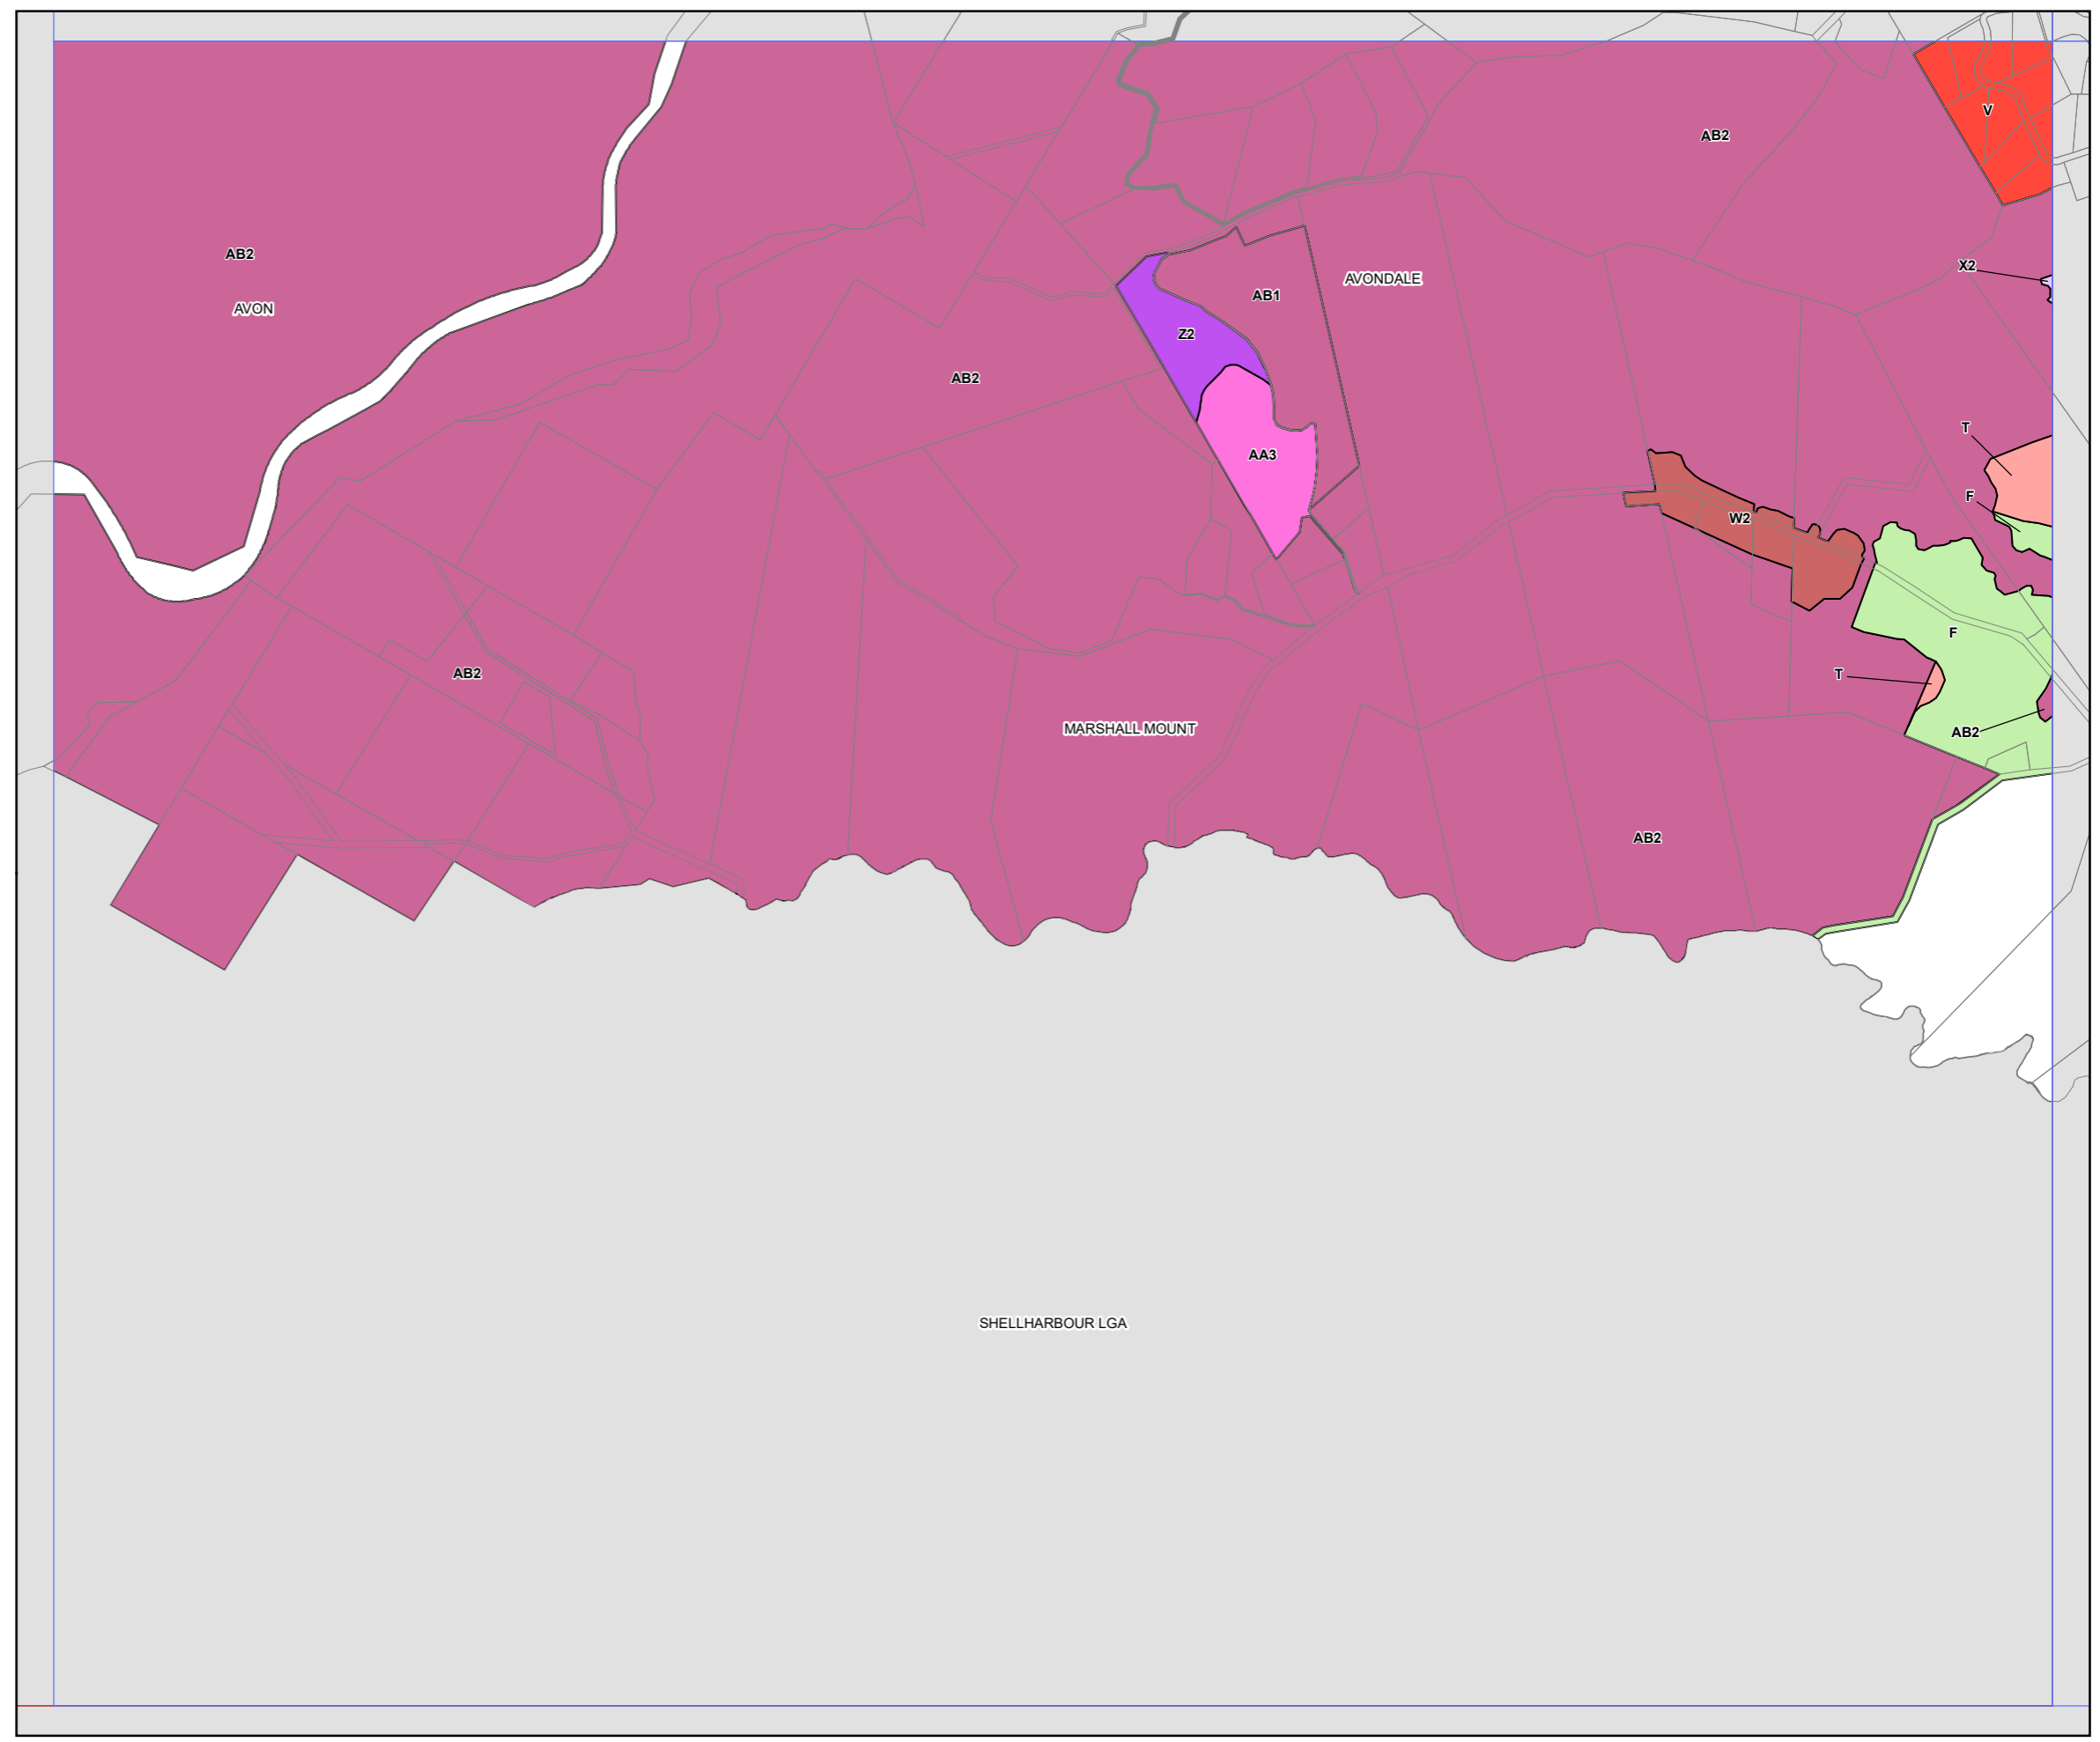 V
AB2
AB2
AVON
X2
AVONDALE
AB1
Z2
AB2
T
AA3
F
W2
F
AB2
T
MARSHALL MOUNT
AB2
AB2
SHELLHARBOUR LGA